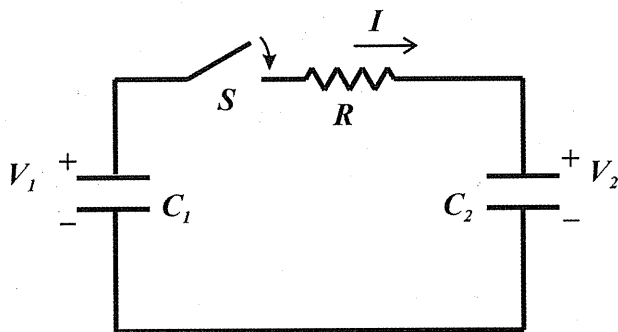 I
S
R
+
V₁
−
C₁
+
V₂
C₂
−